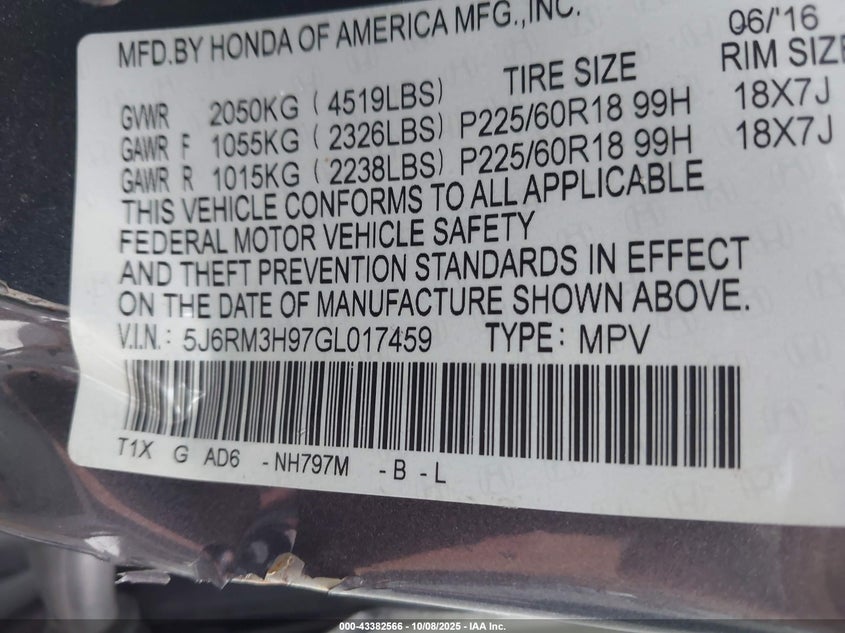 MFD.BY HONDA OF AMERICA MFG.,INC. 06/'16
TIRE SIZE RIM SIZE
GVWR 2050KG ( 4519LBS)
GAWR F 1055KG ( 2326LBS) P225/60R18 99H 18X7J
GAWR R 1015KG ( 2238LBS) P225/60R18 99H 18X7J
THIS VEHICLE CONFORMS TO ALL APPLICABLE
FEDERAL MOTOR VEHICLE SAFETY
AND THEFT PREVENTION STANDARDS IN EFFECT
ON THE DATE OF MANUFACTURE SHOWN ABOVE.
V.I.N.: 5J6RM3H97GL017459 TYPE: MPV
T1X G AD6 -NH797M -B -L
000-43382566 - 10/08/2025 - IAA Inc.